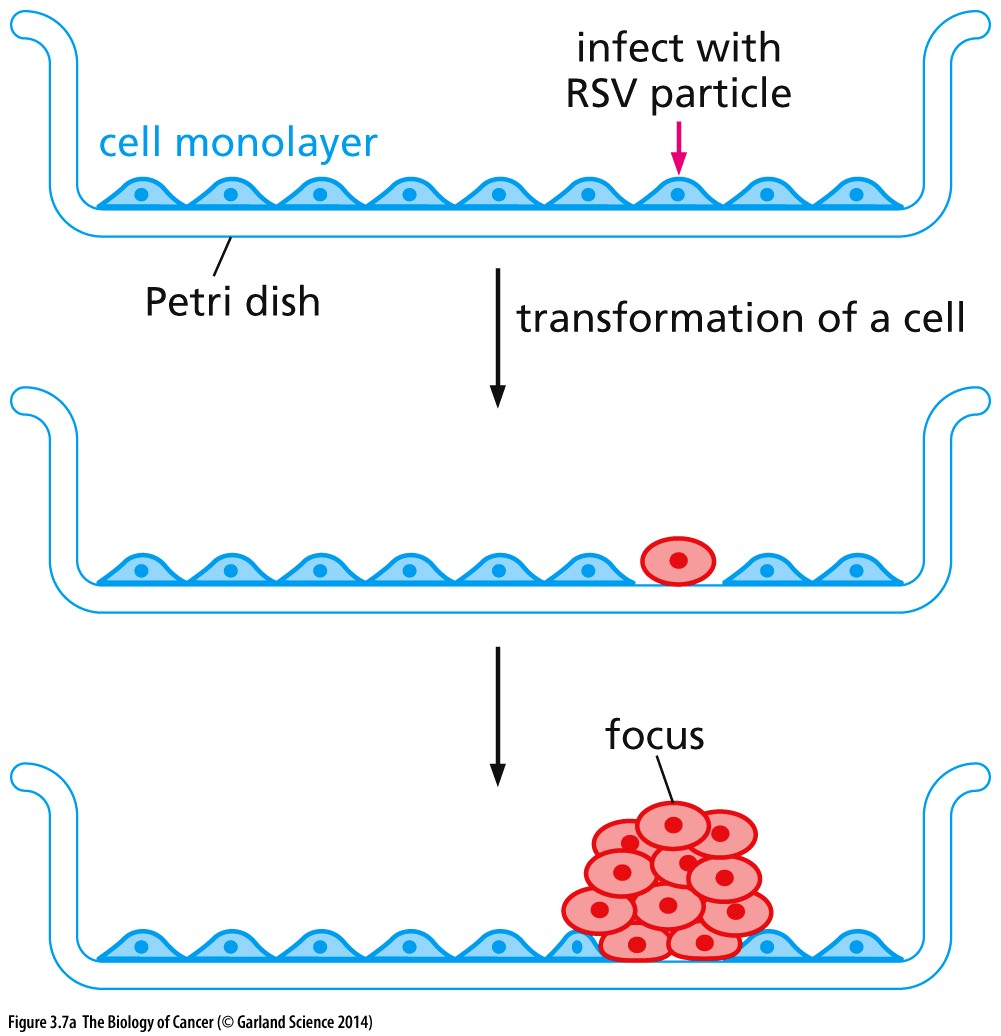 infect with
RSV particle
cell monolayer
Petri dish
transformation of a cell
focus
Figure 3.7a The Biology of Cancer (© Garland Science 2014)